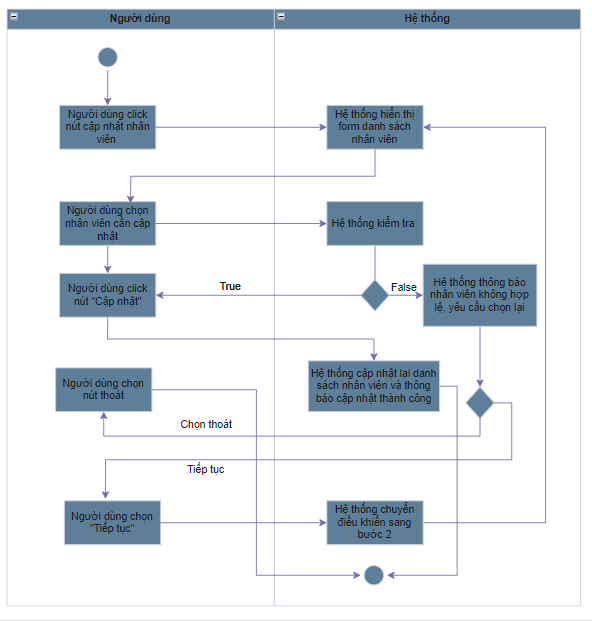 Người dùng
Hệ thống
Người dùng click
nút cập nhật nhân
viên
Hệ thống hiển thị
form danh sách
nhân viên
Người dùng chọn
nhân viên cần cập
nhật
Hệ thống kiểm tra
Người dùng click
nút "Cập nhật"
True
False
Hệ thống thông báo
nhân viên không hợp
lệ, yêu cầu chọn lại
Người dùng chọn
nút thoát
Hệ thống cập nhật lại danh
sách nhân viên và thông
báo cập nhật thành công
Chọn thoát
Tiếp tục
Người dùng chọn
"Tiếp tục"
Hệ thống chuyển
điều khiển sang
bước 2